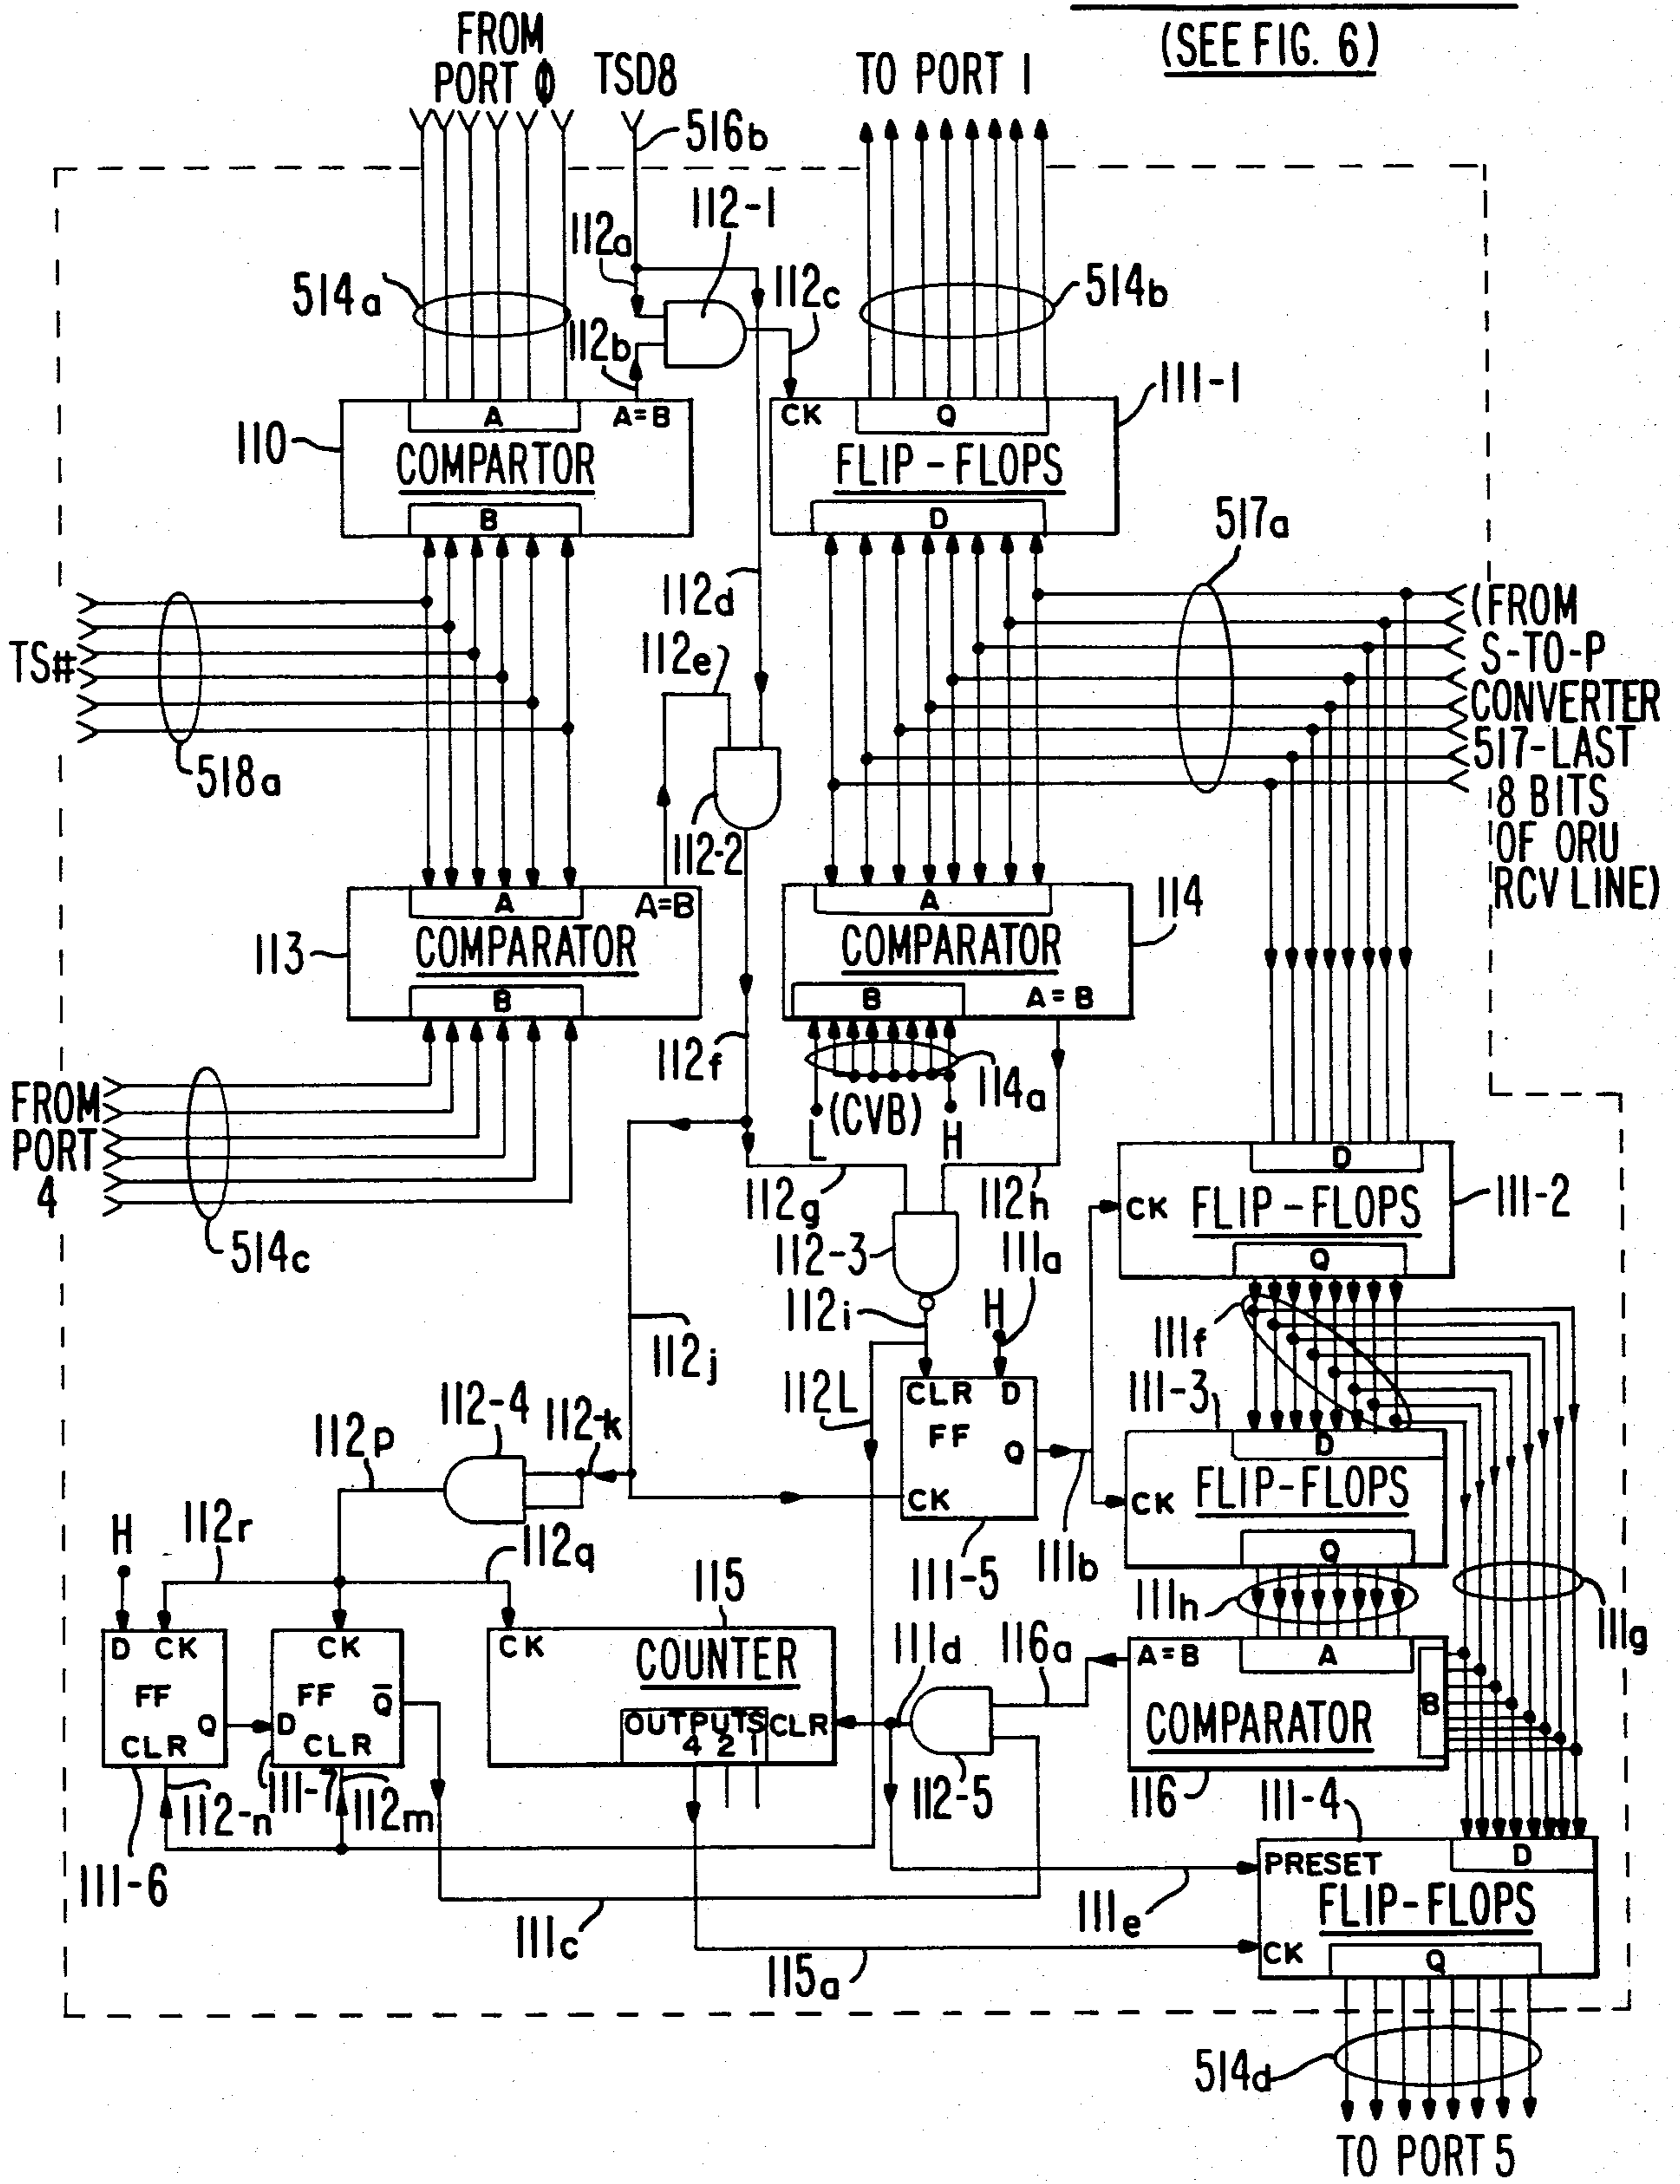 (SEE FIG. 6)
FROM
PORT Φ
TSD8
TO PORT 1
516b
112-1
112a
112c
514a
112b
514b
111-1
A
A=B
CK
Q
110
COMPARTOR
FLIP-FLOPS
B
D
517a
112d
TS#
112e
(FROM
S-TO-P
CONVERTER
517-LAST
8 BITS
OF ORU
RCV LINE)
518a
112-2
A
A=B
A
114
113
COMPARATOR
COMPARATOR
B
B
A=B
112f
114a
(CVB)
L
H
FROM
PORT
4
514c
D
112g
112h
CK
FLIP-FLOPS
111-2
Q
112-3
111a
112i
H
111f
112j
112L
CLR D
FF
Q
CK
111-3
D
FLIP-FLOPS
CK
Q
112-4
112-k
112p
112r
H
112q
115
111-5
111b
111h
111g
D CK
FF
Q
CLR
CK
FF
Q̅
D
CLR
CK
COUNTER
OUTPUTS
4 2 1
CLR
111d
116a
A=B
A
B
COMPARATOR
112-n
111-7
112m
112-5
116
111-4
111-6
PRESET
D
FLIP-FLOPS
CK
Q
111c
111e
115a
514d
TO PORT 5